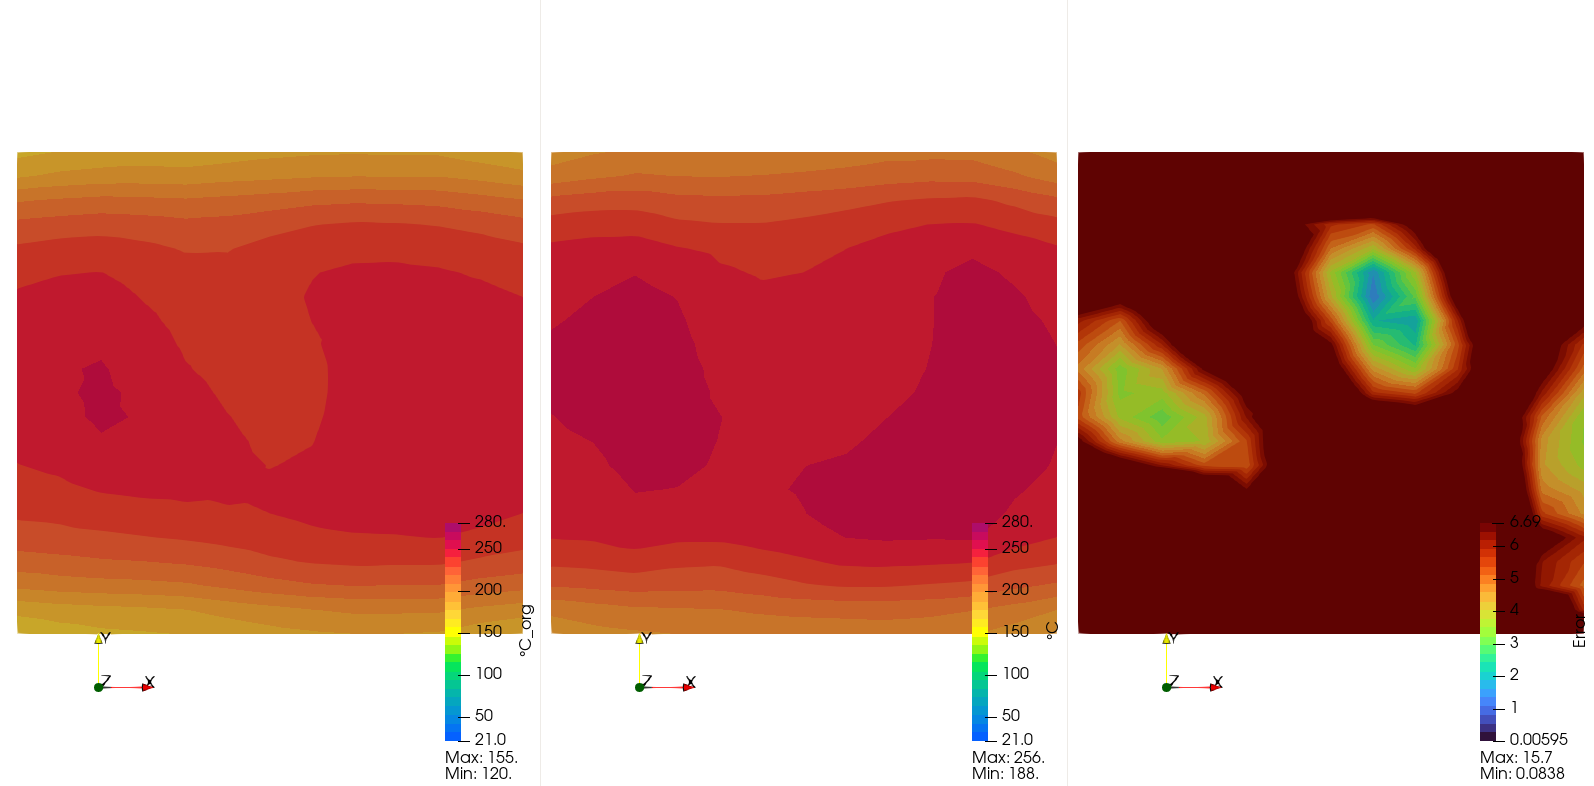 280.
250
200
150
100
50
21.0
°C_org
Max: 155.
Min: 120.
Y
Z
X
280.
250
200
150
100
50
21.0
°C
Max: 256.
Min: 188.
Y
Z
X
6.69
6
5
4
3
2
1
0.00595
Error
Max: 15.7
Min: 0.0838
Y
Z
X